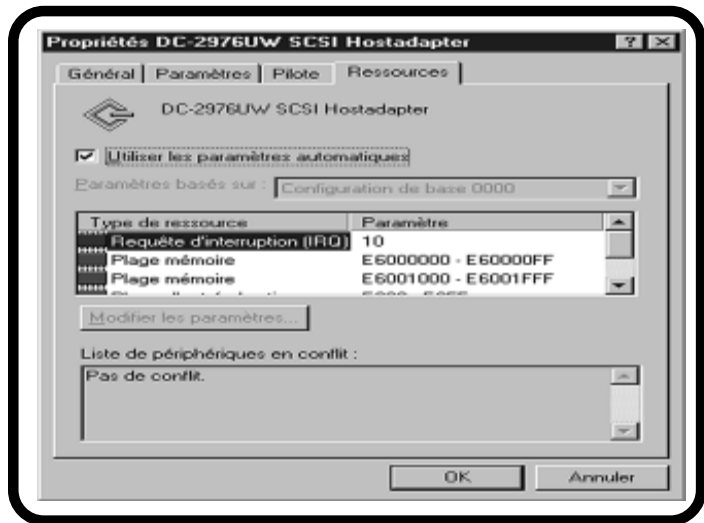 Propriétés DC-2976UW SCSI Hostadapter
Général Paramètres Pilote Ressources
DC-2976UW SCSI Hostadapter
Utiliser les paramètres automatiques
Paramètres basés sur : Configuration de base 0000
Type de ressource Paramètre
Requête d'interruption (IRQ) 10
Plage mémoire E6000000 - E60000FF
Plage mémoire E6001000 - E6001FFF
Modifier les paramètres...
Liste de périphériques en conflit :
Pas de conflit.
OK Annuler